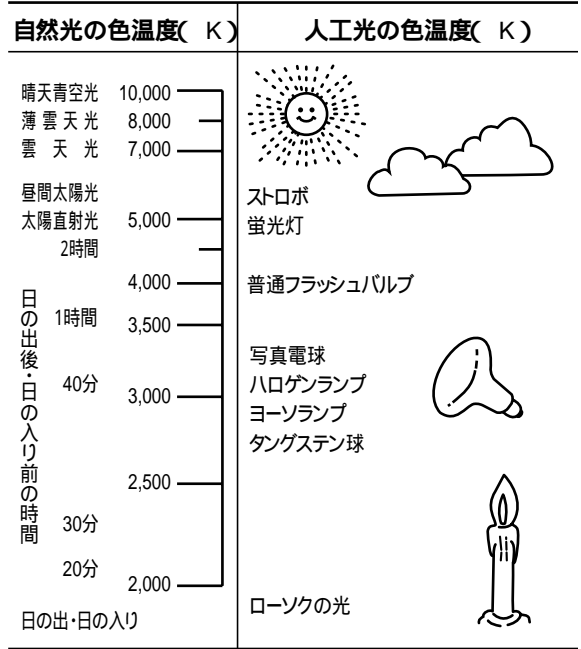 自然光の色温度( K)
人工光の色温度( K)
晴天青空光 10,000
薄雲天光 8,000
雲天光 7,000
昼間太陽光
太陽直射光 5,000
2時間
4,000
1時間 3,500
40分 3,000
2,500
30分
20分
2,000
日の出・日の入り
日の出後・日の入り前の時間
ストロボ
蛍光灯
普通フラッシュバルブ
写真電球
ハロゲンランプ
ヨーソランプ
タングステン球
ローソクの光